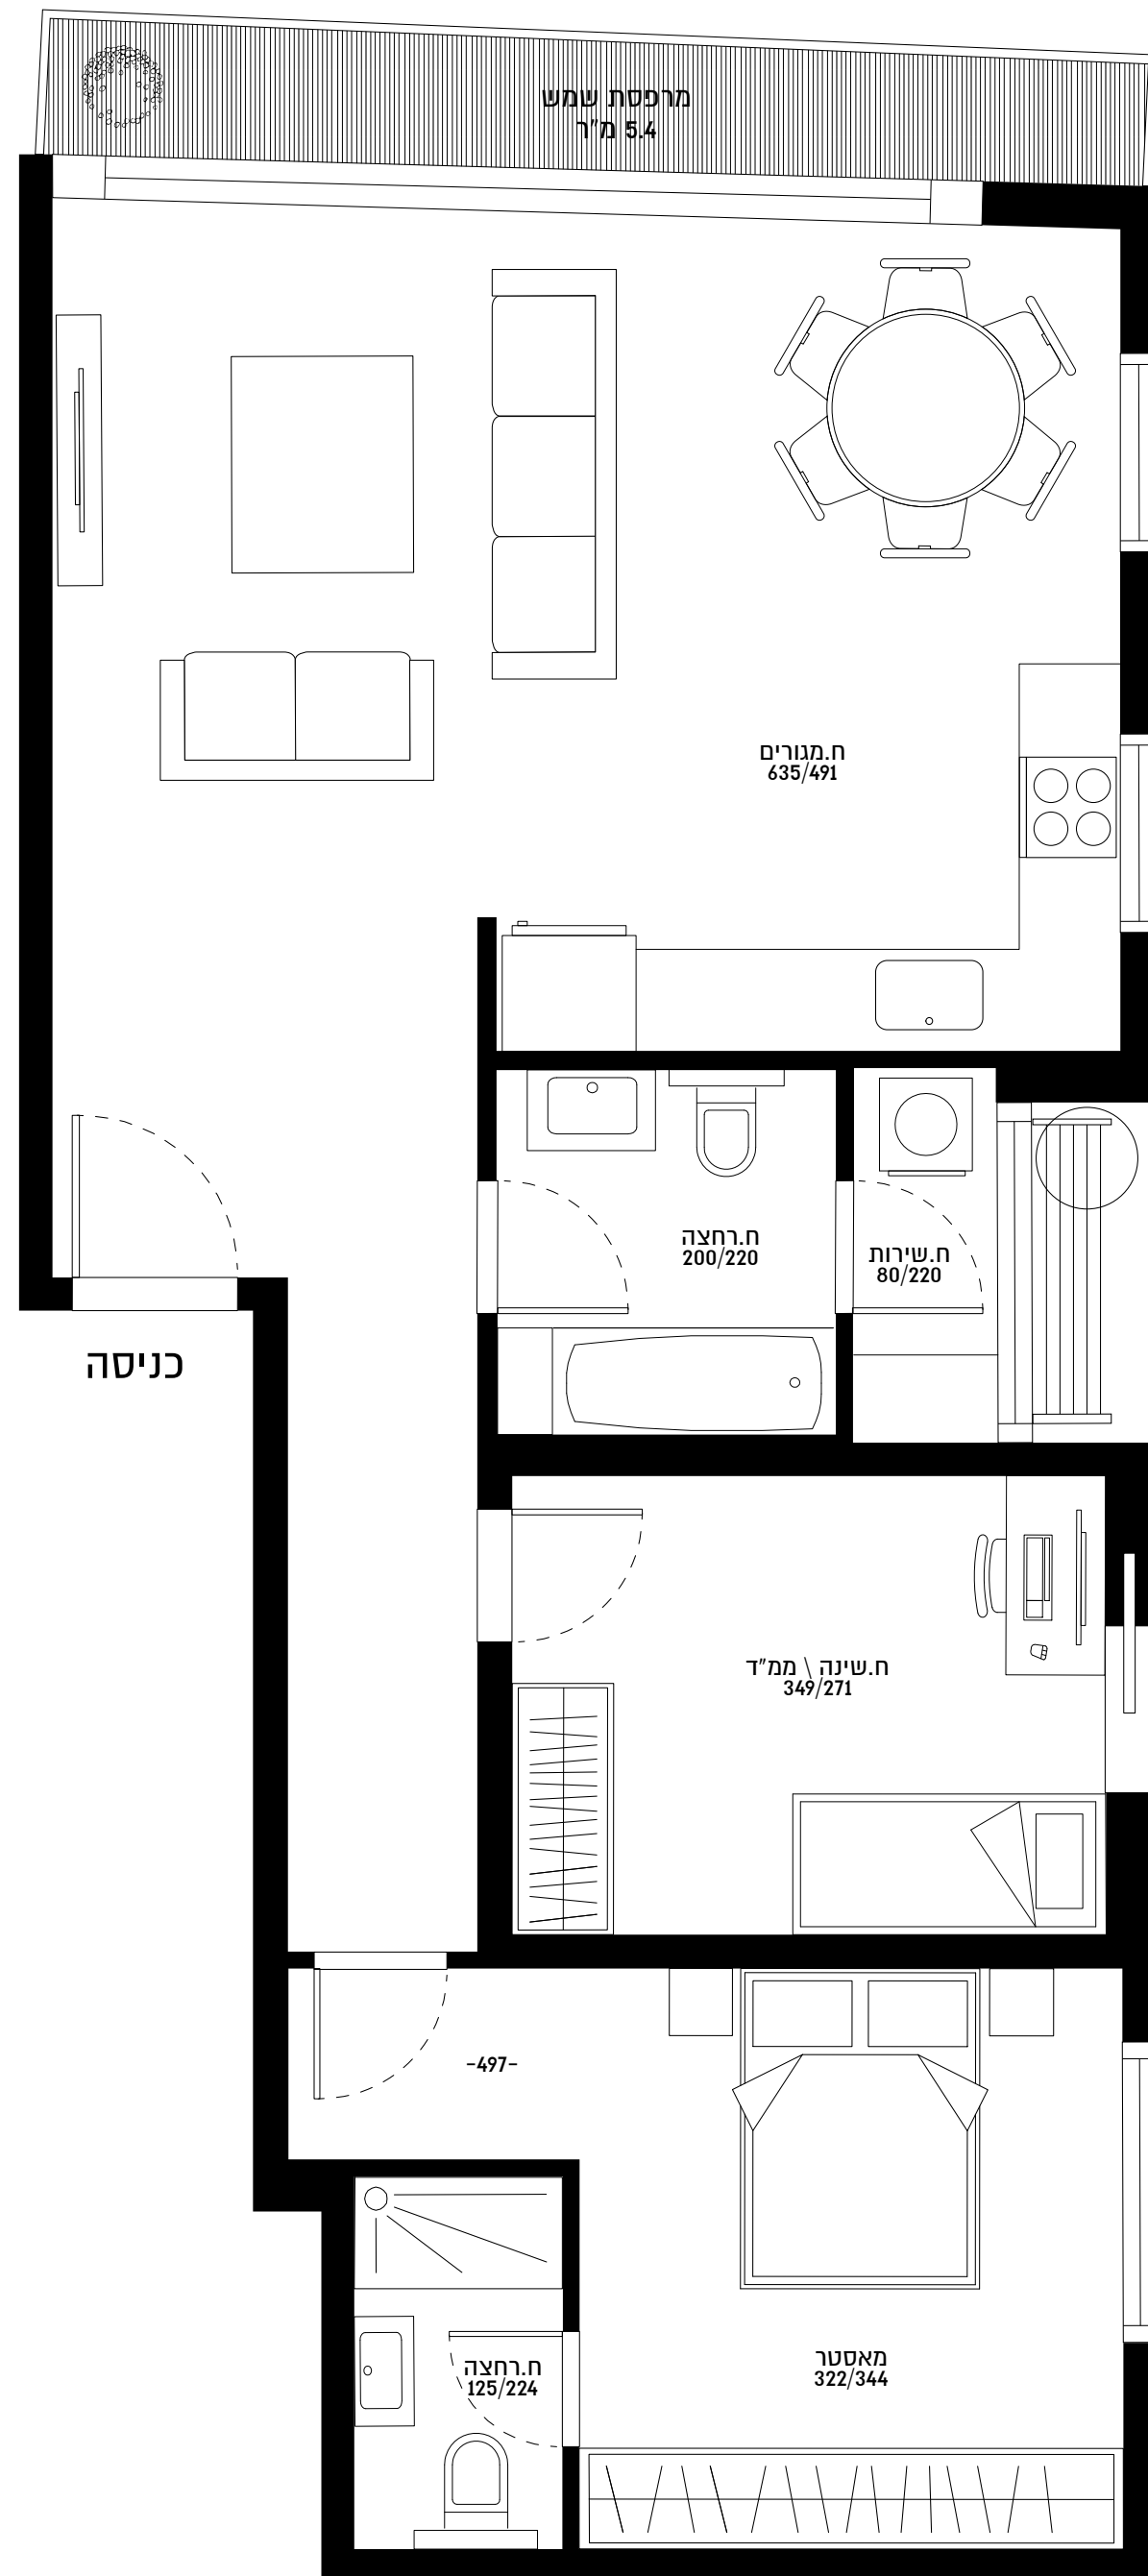 מרפסת שמש
5.4 מ"ר
ח.מגורים
635/491
ח.רחצה
200/220
ח.שירות
80/220
כניסה
ח.שינה \ ממ"ד
349/271
-497-
מאסטר
322/344
ח.רחצה
125/224